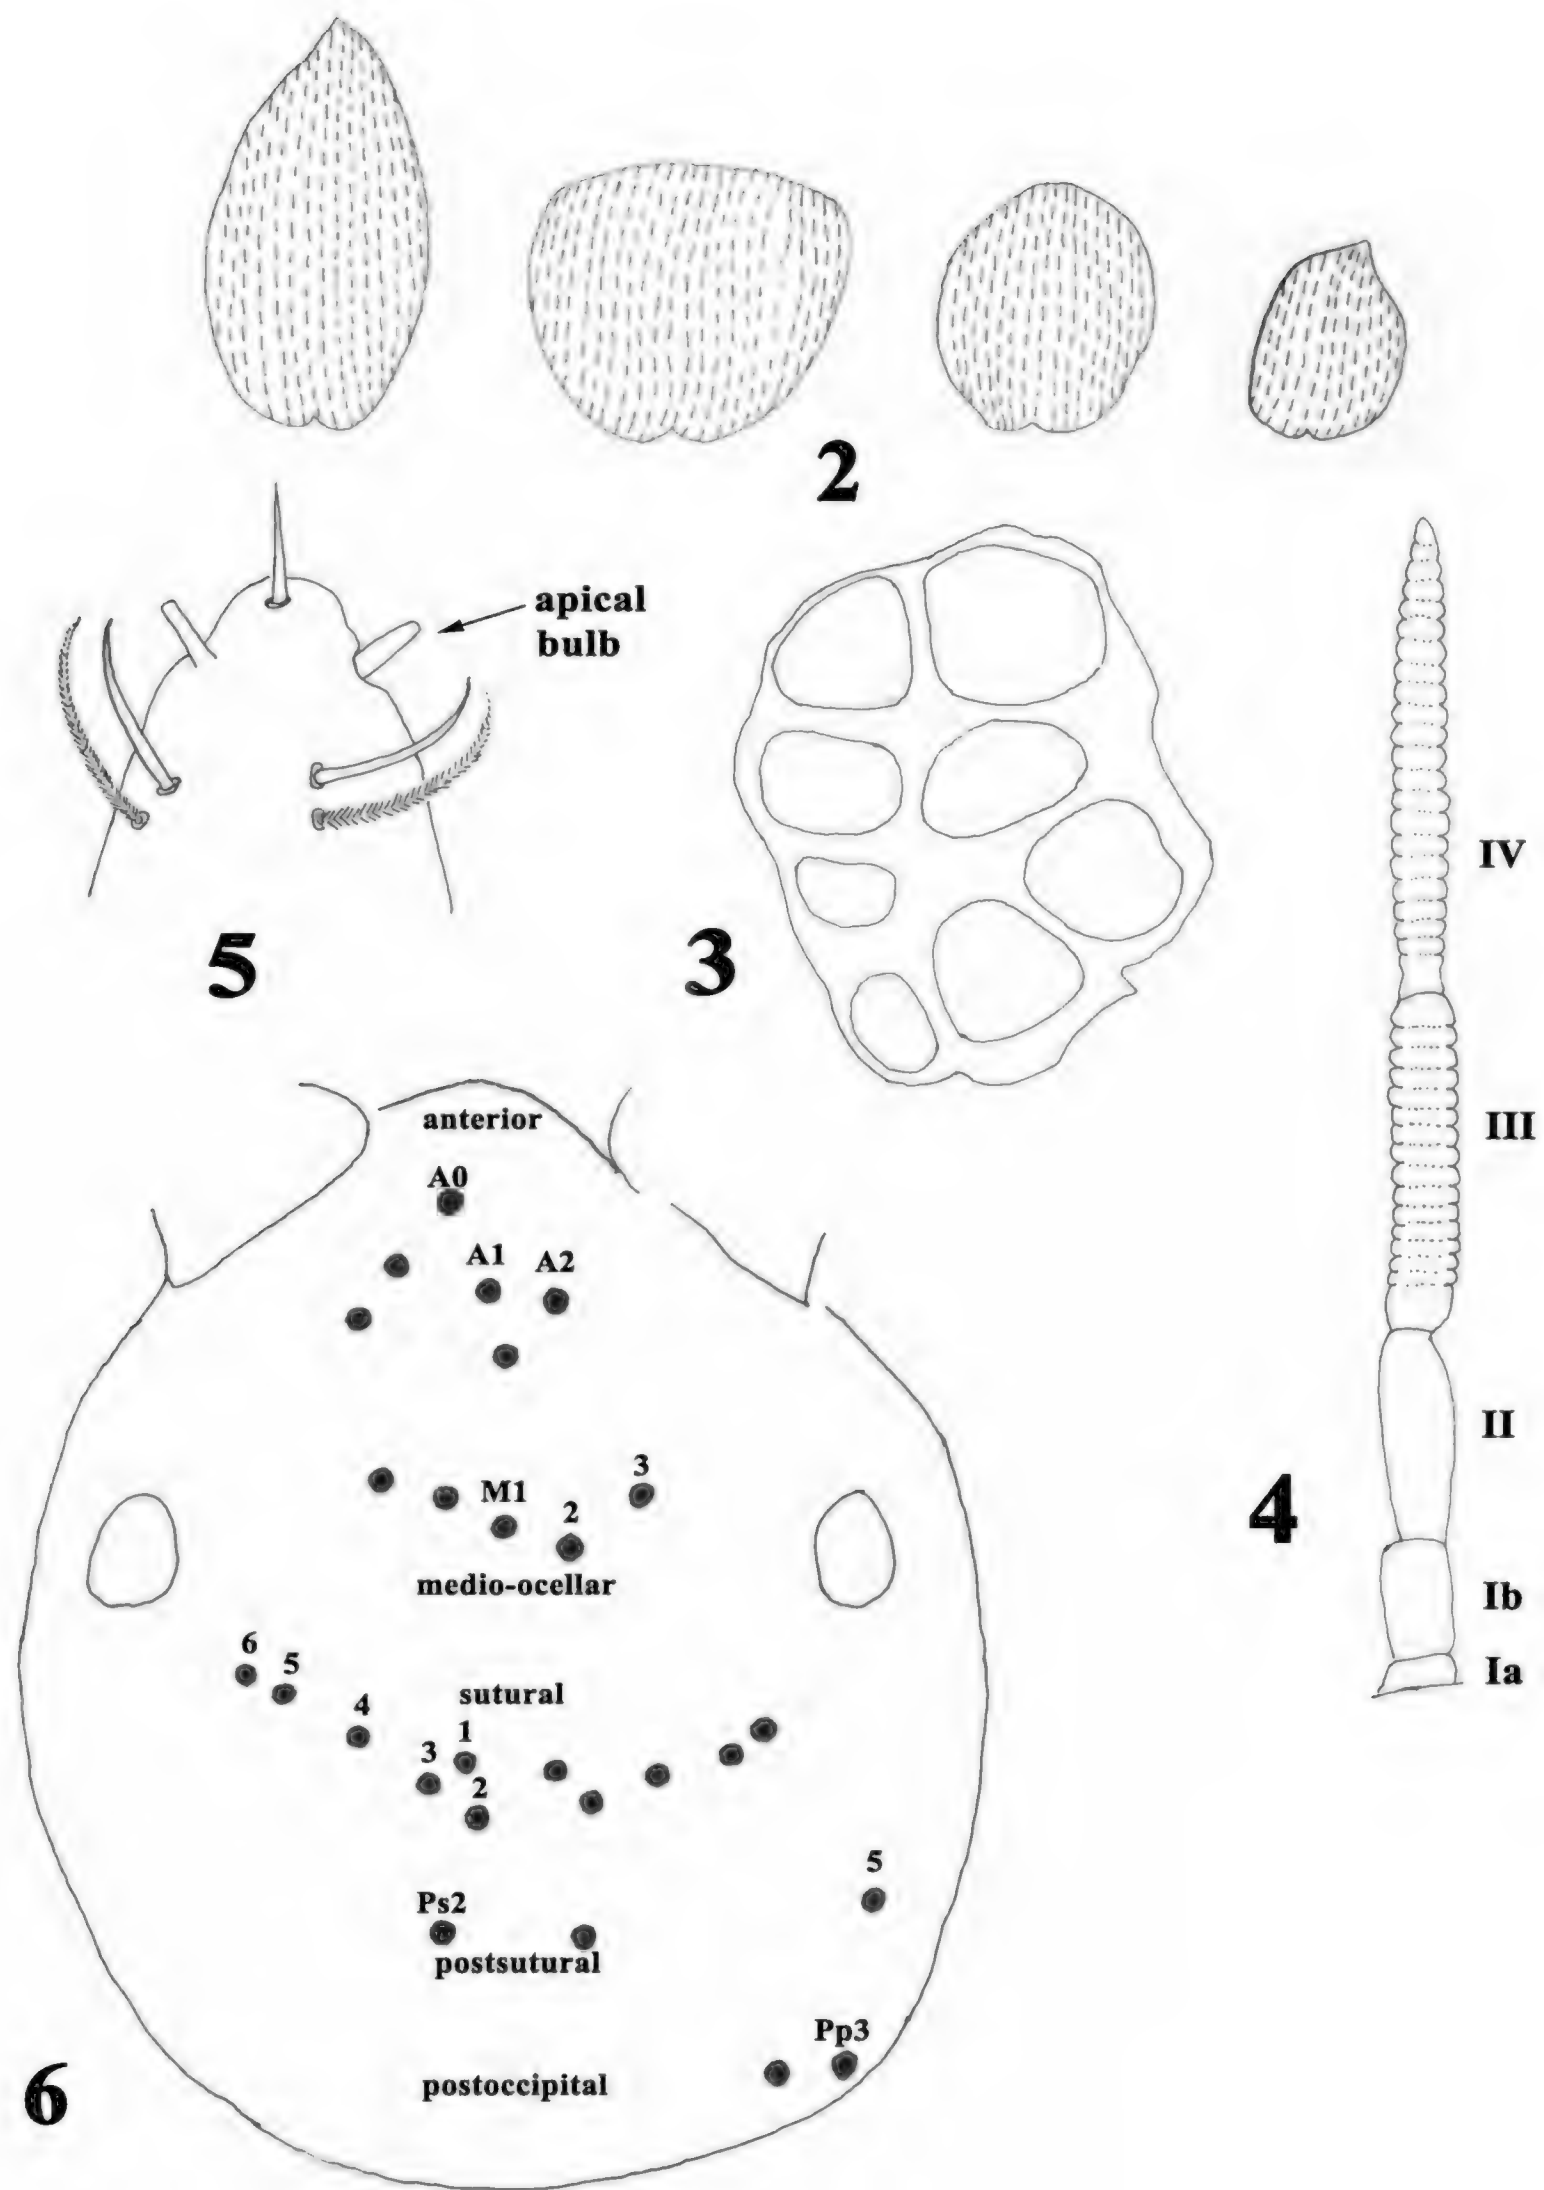 2
apical
bulb
5
3
IV
III
II
Ib
Ia
4
anterior
A0
A1 A2
3
M1
2
medio-ocellar
6
5
4
sutural
1
3
2
5
Ps2
postsutural
Pp3
postoccipital
6